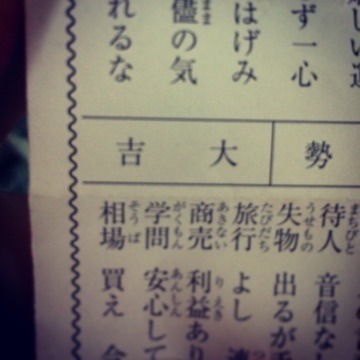 ず一心
はげみ
儘の気
れるな
勢
大吉
待人 音信な
失物 出るが
旅行 よし
商売 利益あり
学問 安心して
相場 買え